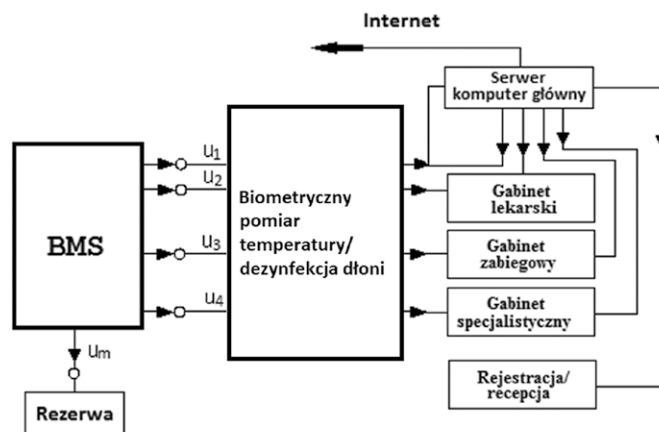 Internet
Serwer
komputer główny
u1
u2
u3
u4
um
BMS
Rezerwa
Biometryczny
pomiar
temperatury/
dezynfekcja dłoni
Gabinet
lekarski
Gabinet
zabiegowy
Gabinet
specjalistyczny
Rejestracja/
recepcja